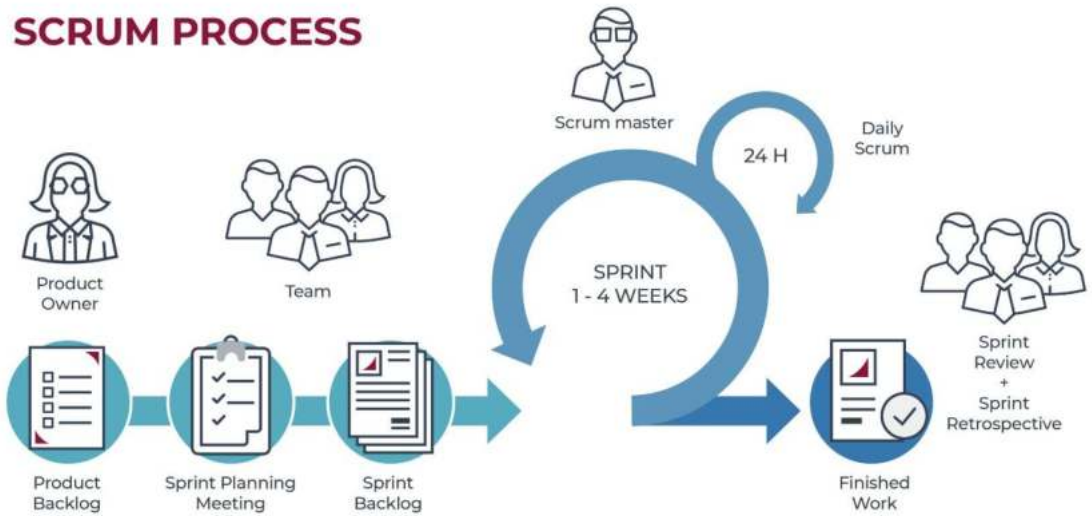 SCRUM PROCESS
Scrum master
24 H
Daily
Scrum
Product
Owner
Team
SPRINT
1 - 4 WEEKS
Sprint
Review
+
Sprint
Retrospective
Product
Backlog
Sprint Planning
Meeting
Sprint
Backlog
Finished
Work